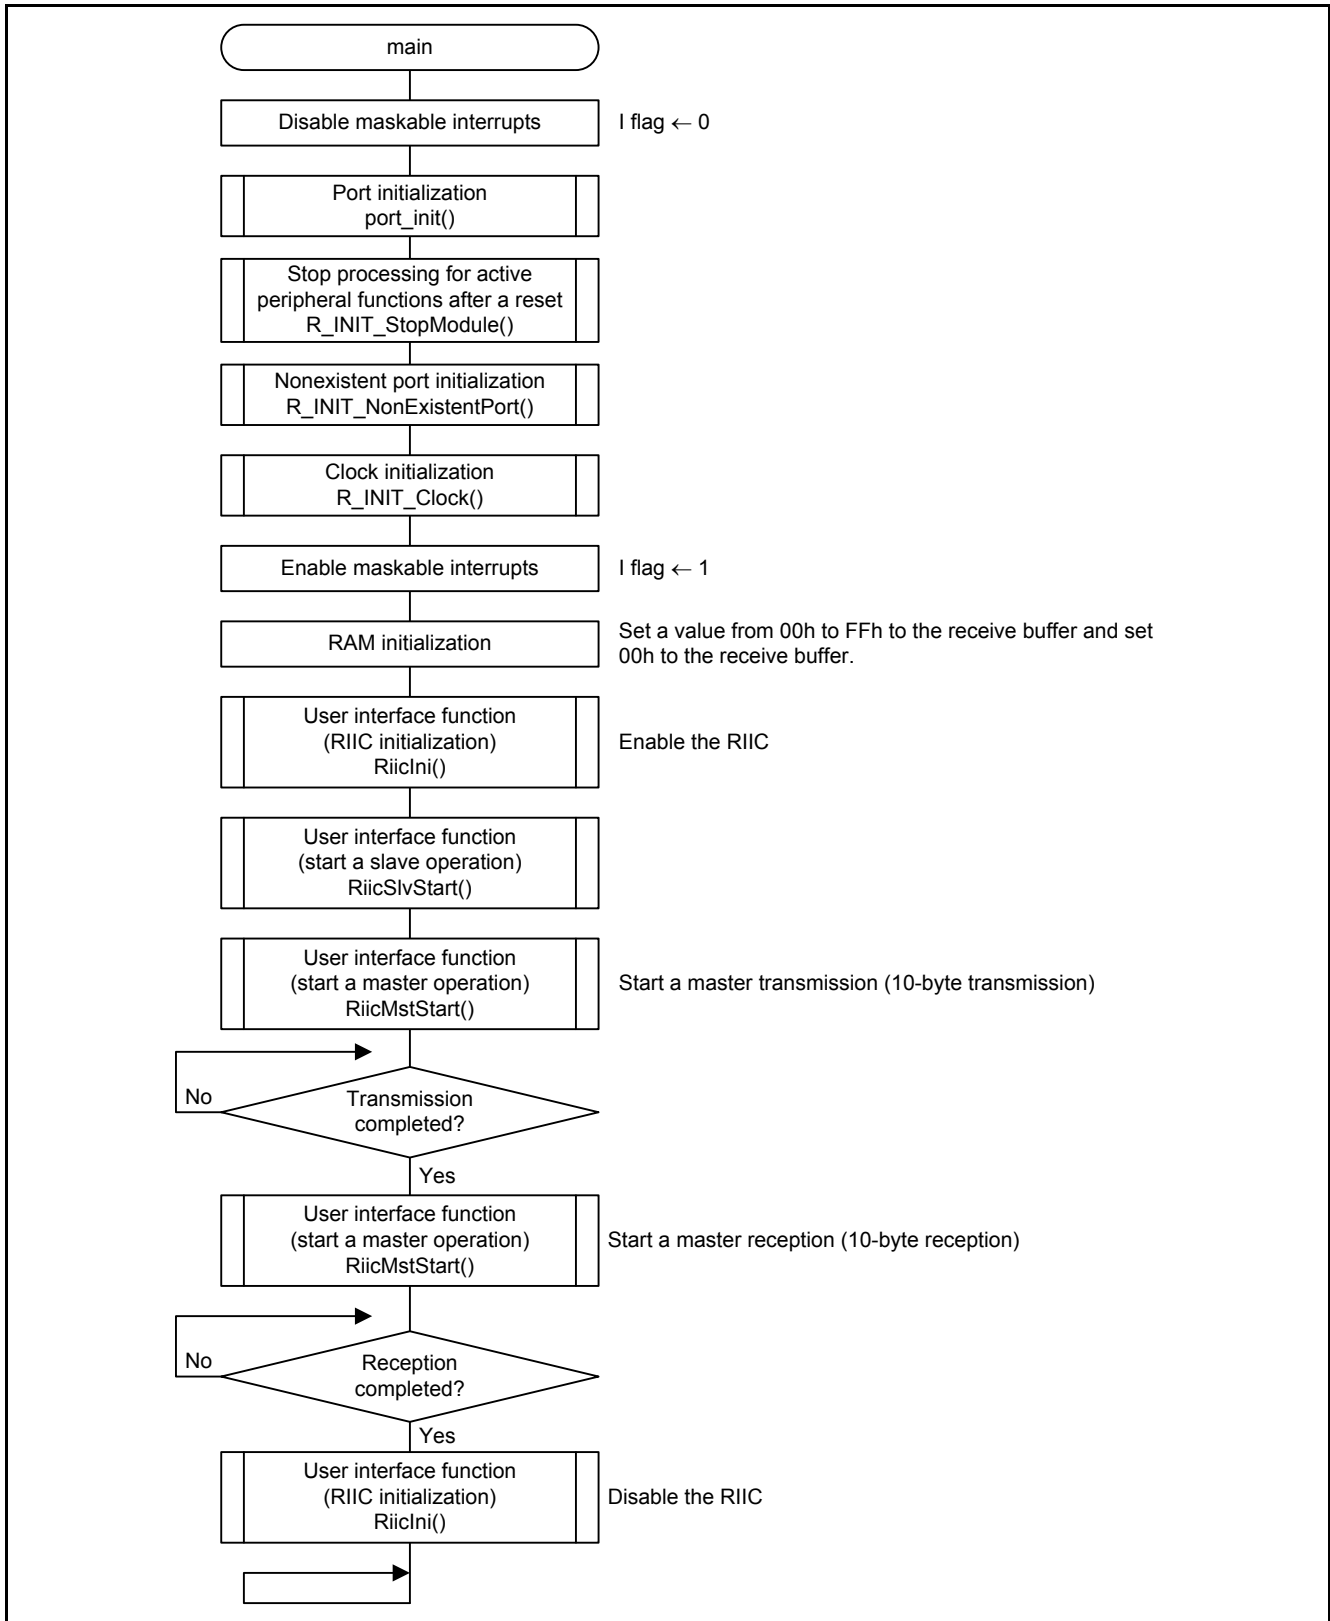 main
Disable maskable interrupts
I flag ← 0
Port initialization
port_init()
Stop processing for active
peripheral functions after a reset
R_INIT_StopModule()
Nonexistent port initialization
R_INIT_NonExistentPort()
Clock initialization
R_INIT_Clock()
Enable maskable interrupts
I flag ← 1
RAM initialization
Set a value from 00h to FFh to the receive buffer and set
00h to the receive buffer.
User interface function
(RIIC initialization)
RiicIni()
Enable the RIIC
User interface function
(start a slave operation)
RiicSlvStart()
User interface function
(start a master operation)
RiicMstStart()
Start a master transmission (10-byte transmission)
No
Transmission
completed?
Yes
User interface function
(start a master operation)
RiicMstStart()
Start a master reception (10-byte reception)
No
Reception
completed?
Yes
User interface function
(RIIC initialization)
RiicIni()
Disable the RIIC